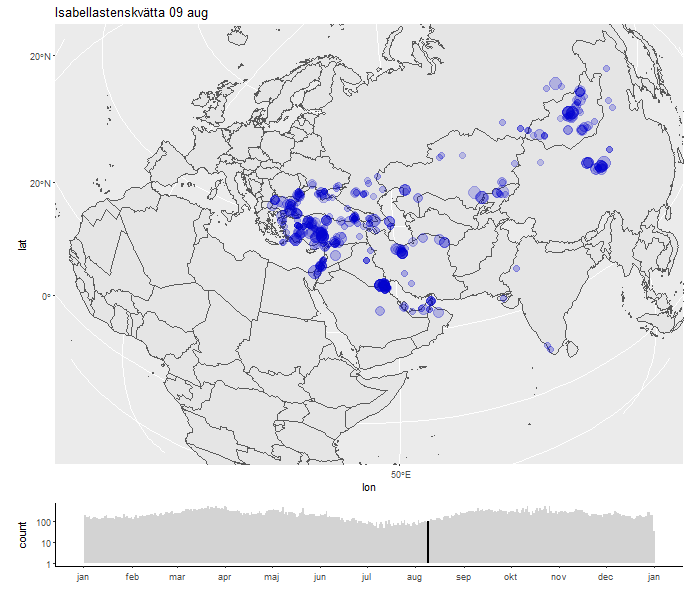 Isabellastenskvätta 09 aug
20°N
20°N
0°
lat
50°E
lon
count
100
10
1
jan feb mar apr maj jun jul aug sep okt nov dec jan